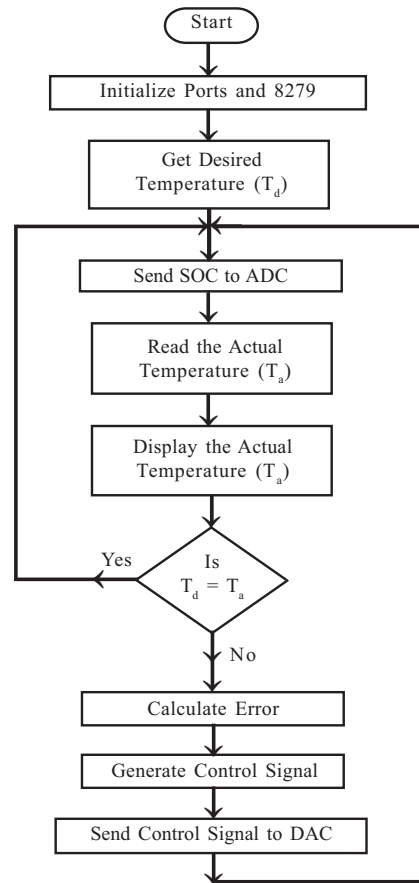 Start
Initialize Ports and 8279
Get Desired
Temperature (T_d)
Send SOC to ADC
Read the Actual
Temperature (T_a)
Display the Actual
Temperature (T_a)
Is
T_d = T_a
Yes
No
Calculate Error
Generate Control Signal
Send Control Signal to DAC